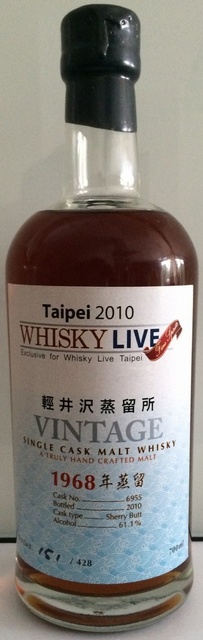 Taipei 2010
WHISKY LIVE
Exclusive for Whisky Live Taipei
輕井沢蒸留所
VINTAGE
SINGLE CASK MALT WHISKY
A TRULY HAND CRAFTED MALT
1968年蒸留
Cask No. 6955
Bottled 2010
Cask type Sherry Butt
Alcohol 61.1%
151 / 428
700ml